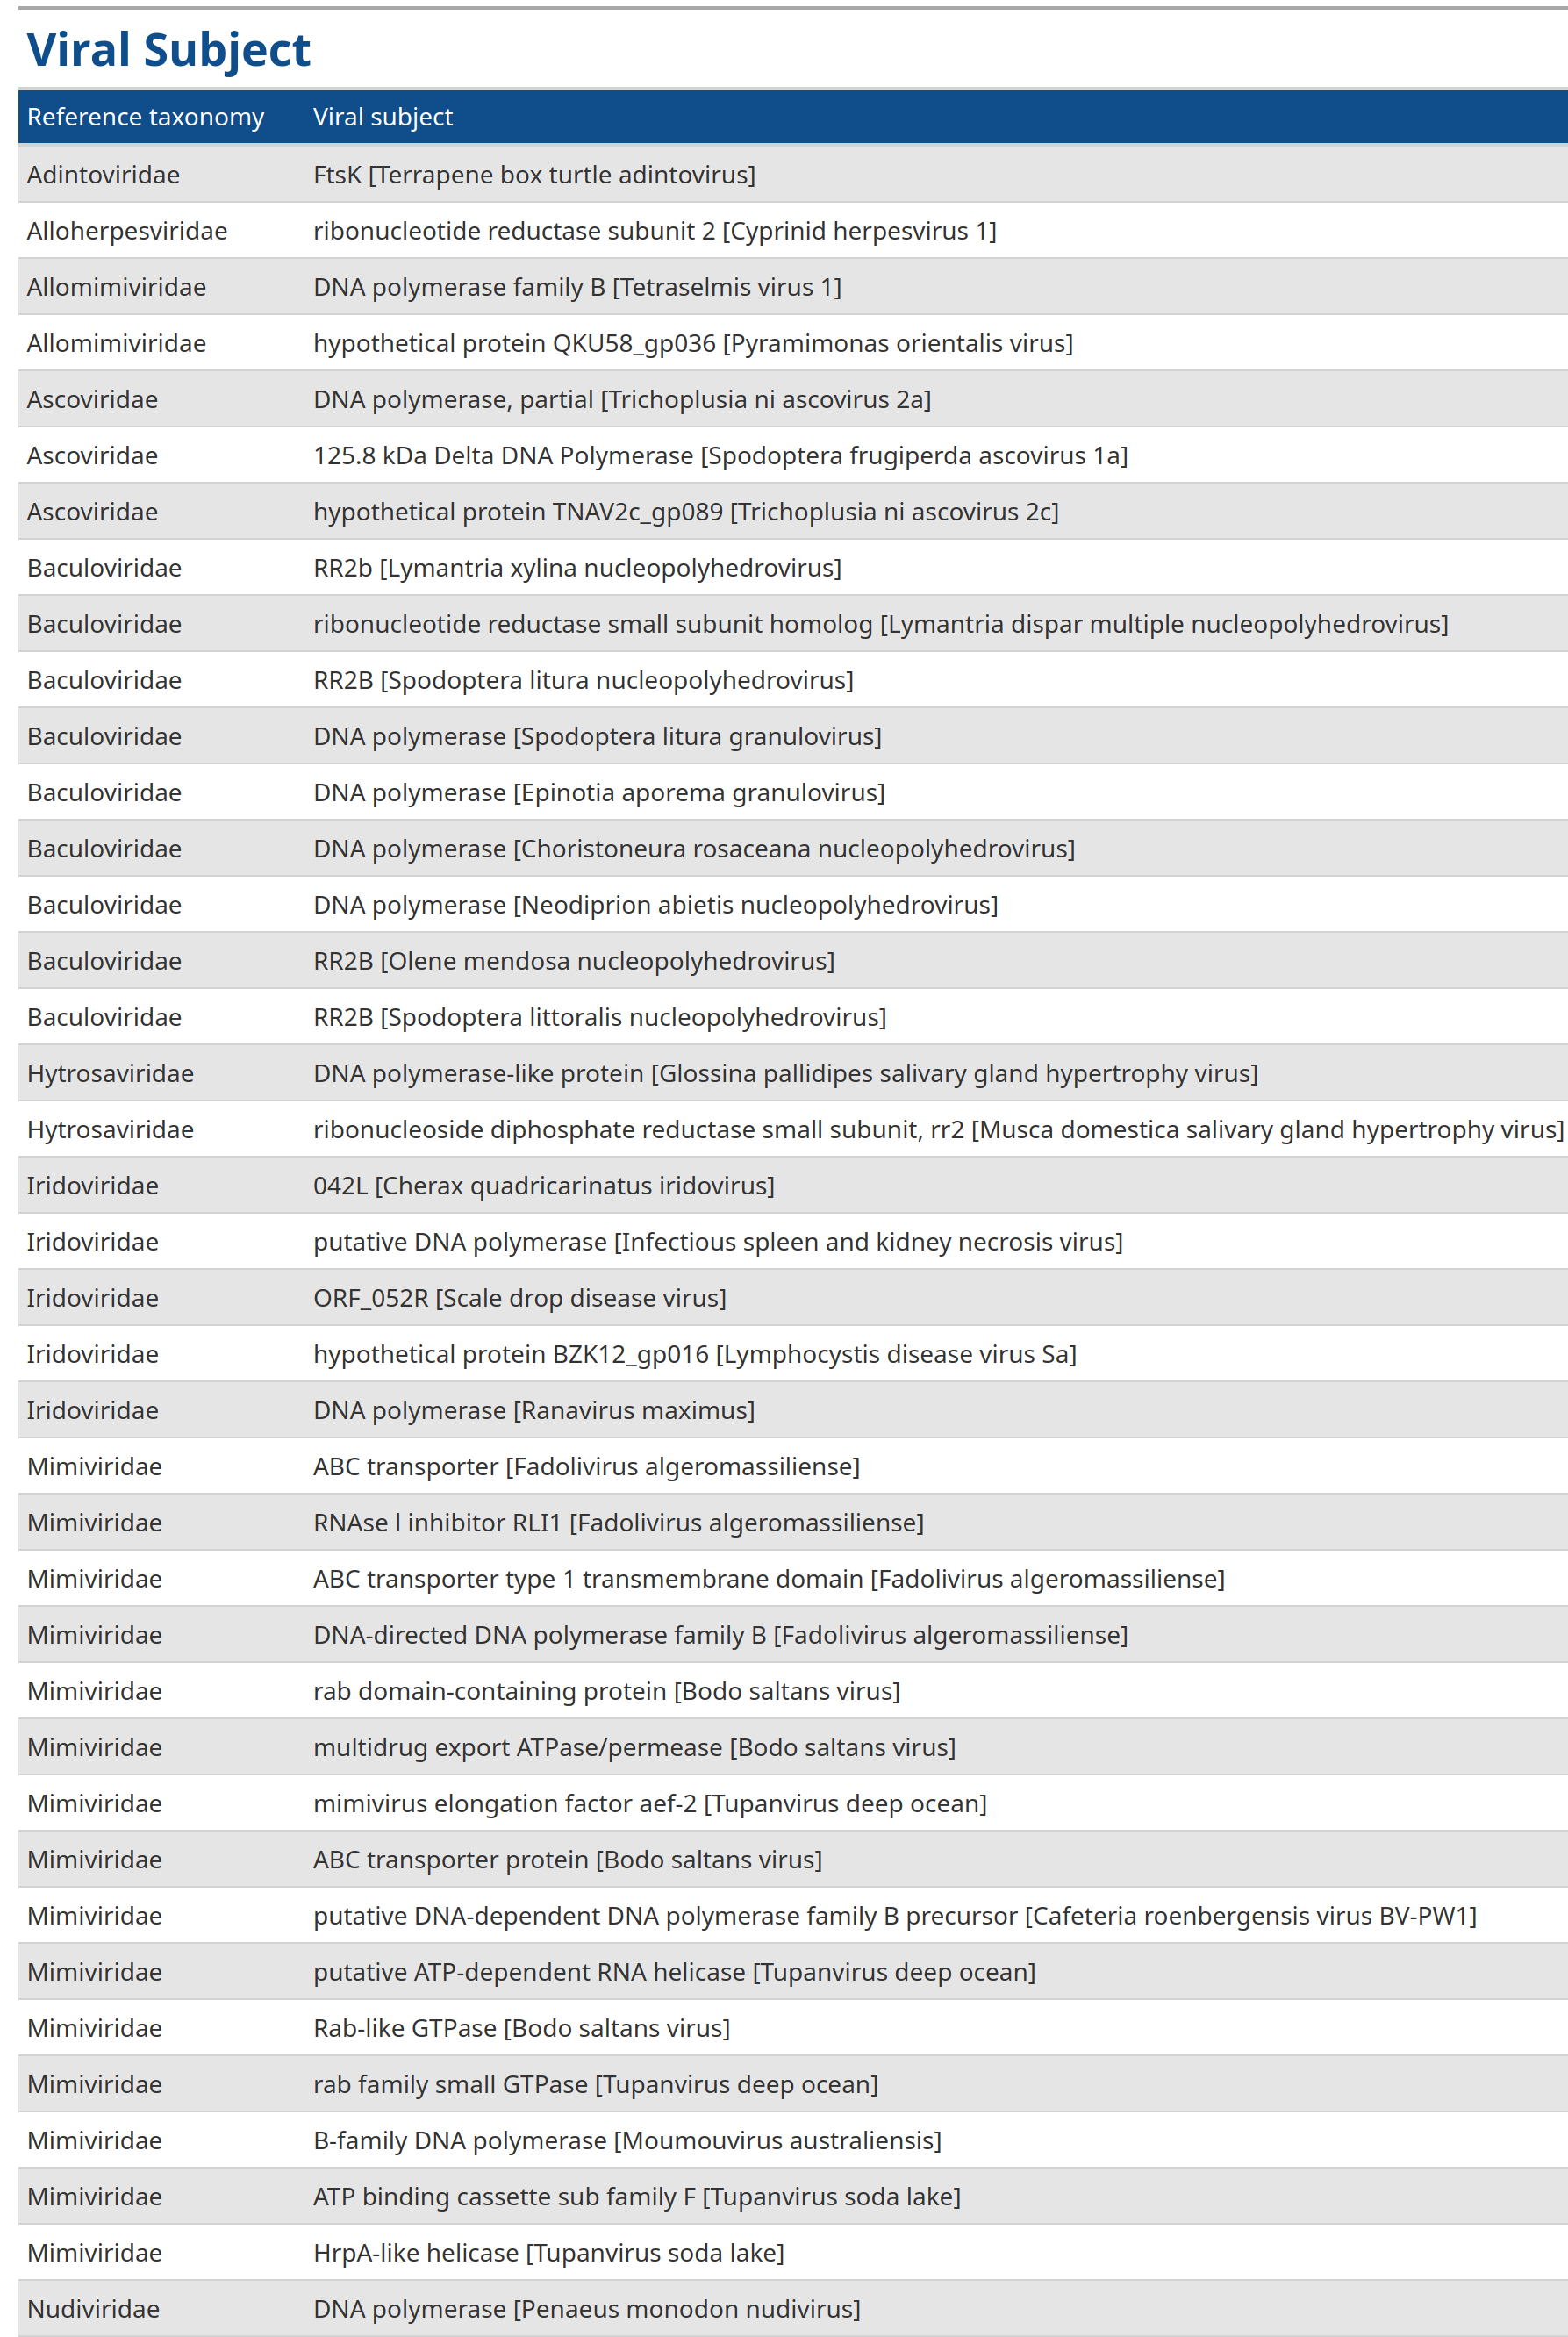 Viral Subject
Reference taxonomy Viral subject
Adintoviridae FtsK [Terrapene box turtle adintovirus]
Alloherpesviridae ribonucleotide reductase subunit 2 [Cyprinid herpesvirus 1]
Allomimiviridae DNA polymerase family B [Tetraselmis virus 1]
Allomimiviridae hypothetical protein QKU58_gp036 [Pyramimonas orientalis virus]
Ascoviridae DNA polymerase, partial [Trichoplusia ni ascovirus 2a]
Ascoviridae 125.8 kDa Delta DNA Polymerase [Spodoptera frugiperda ascovirus 1a]
Ascoviridae hypothetical protein TNAV2c_gp089 [Trichoplusia ni ascovirus 2c]
Baculoviridae RR2b [Lymantria xylina nucleopolyhedrovirus]
Baculoviridae ribonucleotide reductase small subunit homolog [Lymantria dispar multiple nucleopolyhedrovirus]
Baculoviridae RR2B [Spodoptera litura nucleopolyhedrovirus]
Baculoviridae DNA polymerase [Spodoptera litura granulovirus]
Baculoviridae DNA polymerase [Epinotia aporema granulovirus]
Baculoviridae DNA polymerase [Choristoneura rosaceana nucleopolyhedrovirus]
Baculoviridae DNA polymerase [Neodiprion abietis nucleopolyhedrovirus]
Baculoviridae RR2B [Olene mendosa nucleopolyhedrovirus]
Baculoviridae RR2B [Spodoptera littoralis nucleopolyhedrovirus]
Hytrosaviridae DNA polymerase-like protein [Glossina pallidipes salivary gland hypertrophy virus]
Hytrosaviridae ribonucleoside diphosphate reductase small subunit, rr2 [Musca domestica salivary gland hypertrophy virus]
Iridoviridae 042L [Cherax quadricarinatus iridovirus]
Iridoviridae putative DNA polymerase [Infectious spleen and kidney necrosis virus]
Iridoviridae ORF_052R [Scale drop disease virus]
Iridoviridae hypothetical protein BZK12_gp016 [Lymphocystis disease virus Sa]
Iridoviridae DNA polymerase [Ranavirus maximus]
Mimiviridae ABC transporter [Fadolivirus algeromassiliense]
Mimiviridae RNAse l inhibitor RLI1 [Fadolivirus algeromassiliense]
Mimiviridae ABC transporter type 1 transmembrane domain [Fadolivirus algeromassiliense]
Mimiviridae DNA-directed DNA polymerase family B [Fadolivirus algeromassiliense]
Mimiviridae rab domain-containing protein [Bodo saltans virus]
Mimiviridae multidrug export ATPase/permease [Bodo saltans virus]
Mimiviridae mimivirus elongation factor aef-2 [Tupanvirus deep ocean]
Mimiviridae ABC transporter protein [Bodo saltans virus]
Mimiviridae putative DNA-dependent DNA polymerase family B precursor [Cafeteria roenbergensis virus BV-PW1]
Mimiviridae putative ATP-dependent RNA helicase [Tupanvirus deep ocean]
Mimiviridae Rab-like GTPase [Bodo saltans virus]
Mimiviridae rab family small GTPase [Tupanvirus deep ocean]
Mimiviridae B-family DNA polymerase [Moumouvirus australiensis]
Mimiviridae ATP binding cassette sub family F [Tupanvirus soda lake]
Mimiviridae HrpA-like helicase [Tupanvirus soda lake]
Nudiviridae DNA polymerase [Penaeus monodon nudivirus]